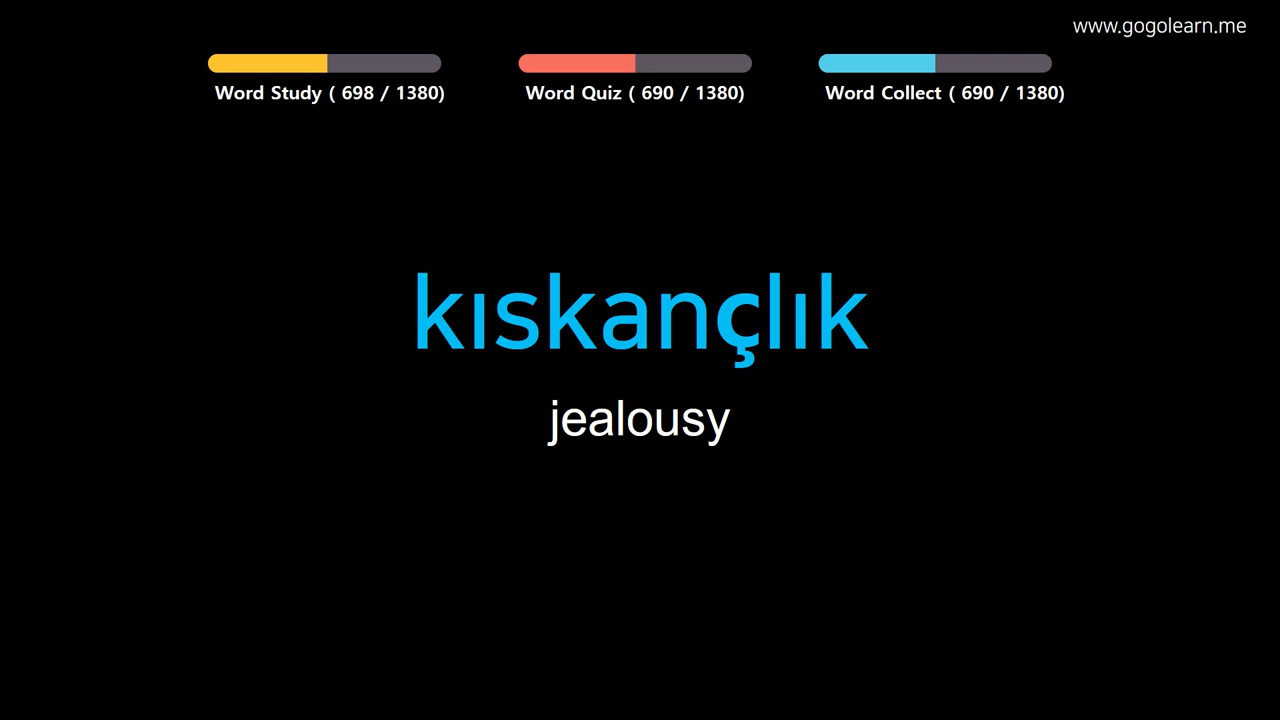 www.gogolearn.me
Word Study ( 698 / 1380)
Word Quiz ( 690 / 1380)
Word Collect ( 690 / 1380)
kıskançlık
jealousy